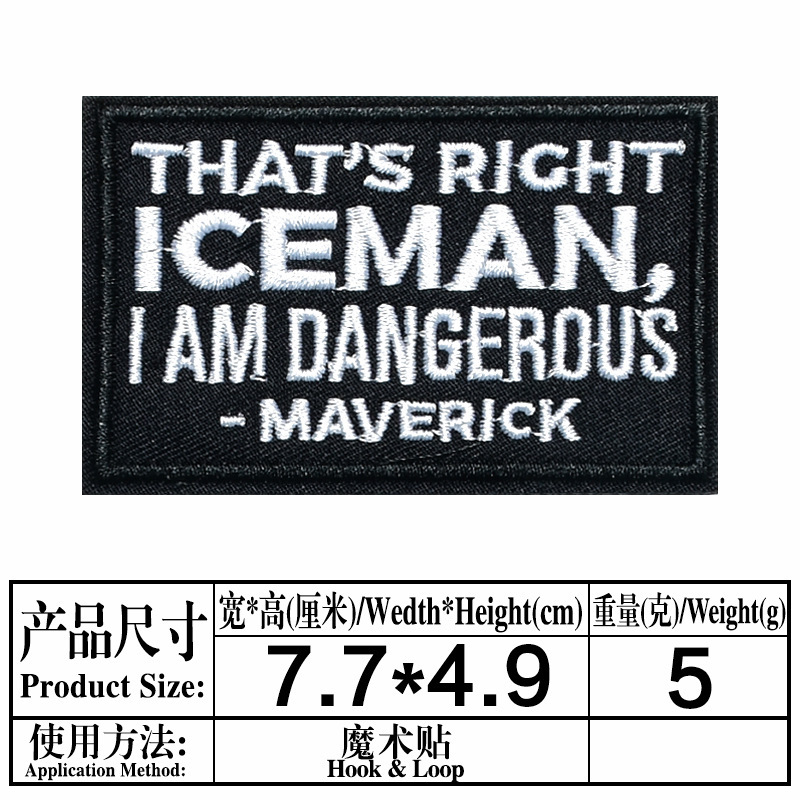 THAT'S RIGHT
ICEMAN,
I AM DANGEROUS
- MAVERICK
产品尺寸
Product Size:
宽*高(厘米)/Wedth*Height(cm)
重量(克)/Weight(g)
7.7*4.9
5
使用方法:
Application Method:
魔术贴
Hook & Loop